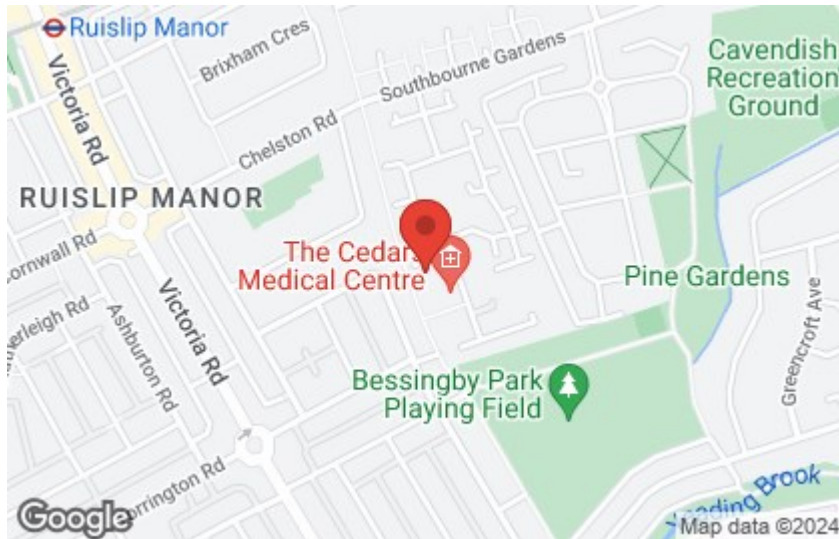 Ruislip Manor
Brixham Cres
Victoria Rd
Southbourne Gardens
Cavendish
Recreation
Ground
Chelston Rd
RUISLIP MANOR
Cornwall Rd
Victoria Rd
The Cedars
Medical Centre
Pine Gardens
Ashburton Rd
Greencroft Ave
Bessingby Park
Playing Field
Google
Map data ©2024